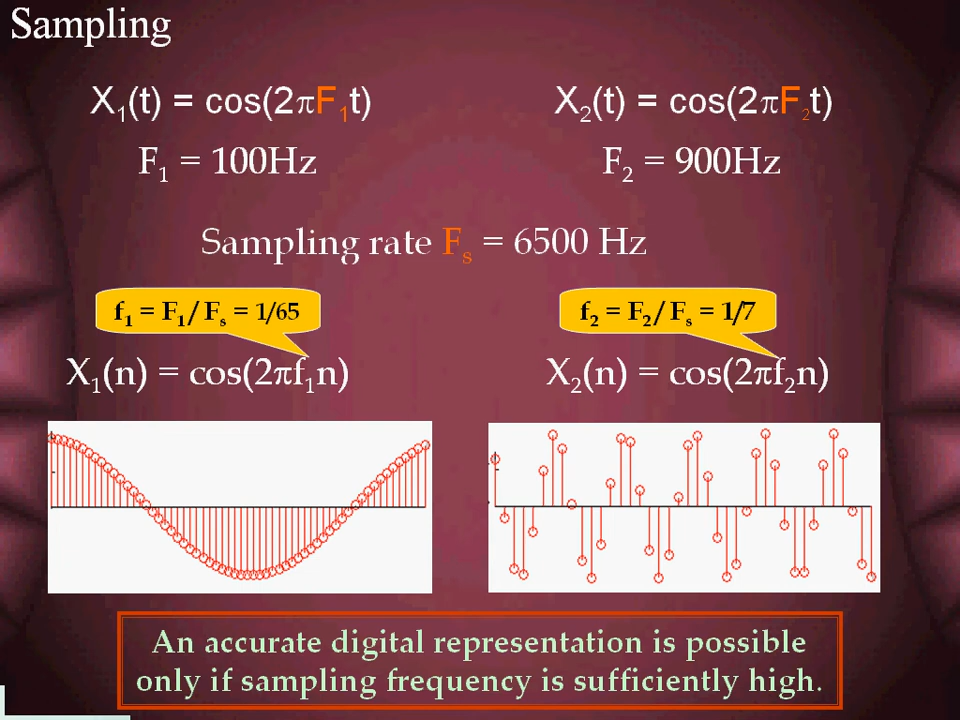 Sampling
X₁(t) = cos(2πF₁t)
X₂(t) = cos(2πF₂t)
F₁ = 100Hz
F₂ = 900Hz
Sampling rate Fₛ = 6500 Hz
f₁ = F₁ / Fₛ = 1/65
f₂ = F₂ / Fₛ = 1/7
X₁(n) = cos(2πf₁n)
X₂(n) = cos(2πf₂n)
An accurate digital representation is possible
only if sampling frequency is sufficiently high.